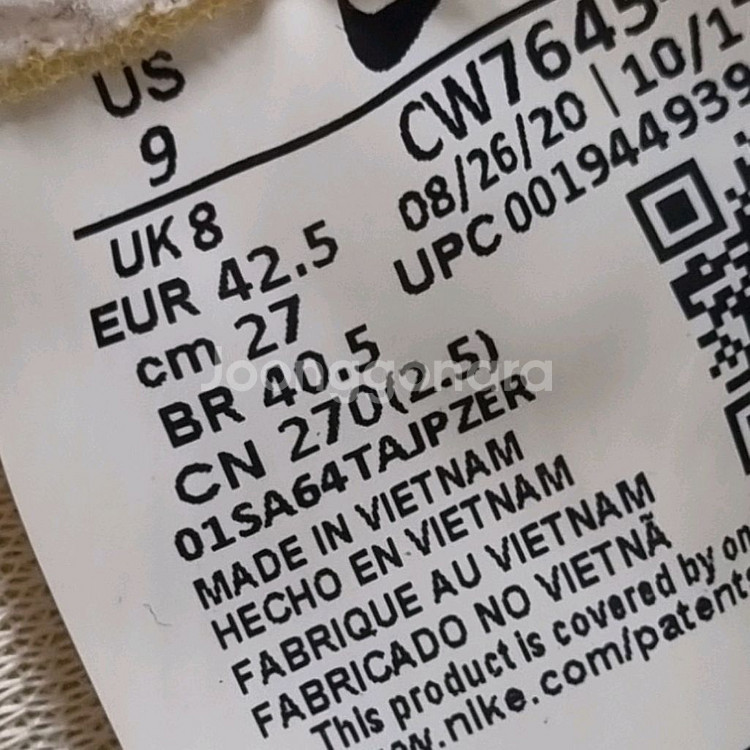 US
9
UK 8
EUR 42.5
cm 27
BR 40.5
CN 270(2.5)
01SA64TAJPZER
MADE IN VIETNAM
HECHO EN VIETNAM
FABRIQUE AU VIETNAM
FABRICADO NO VIETNÃ
This product is covered by
.nike.com/patents
CW7645
08/26/20 | 10/1
UPC 001944939
Joonggonara